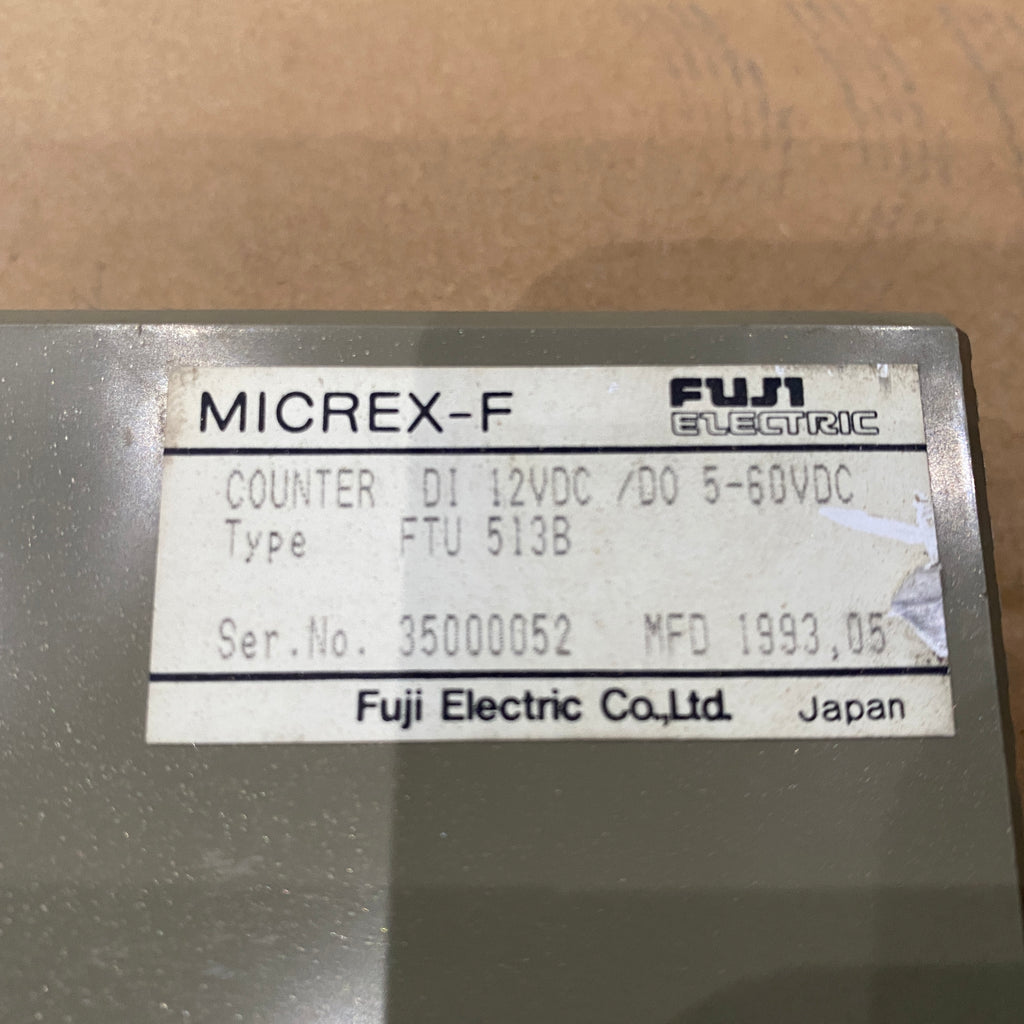 MICREX-F FUJI ELECTRIC
COUNTER DI 12VDC /DO 5-60VDC
Type FTU 513B
Ser.No. 35000052 MFD 1993,05
Fuji Electric Co.,Ltd. Japan